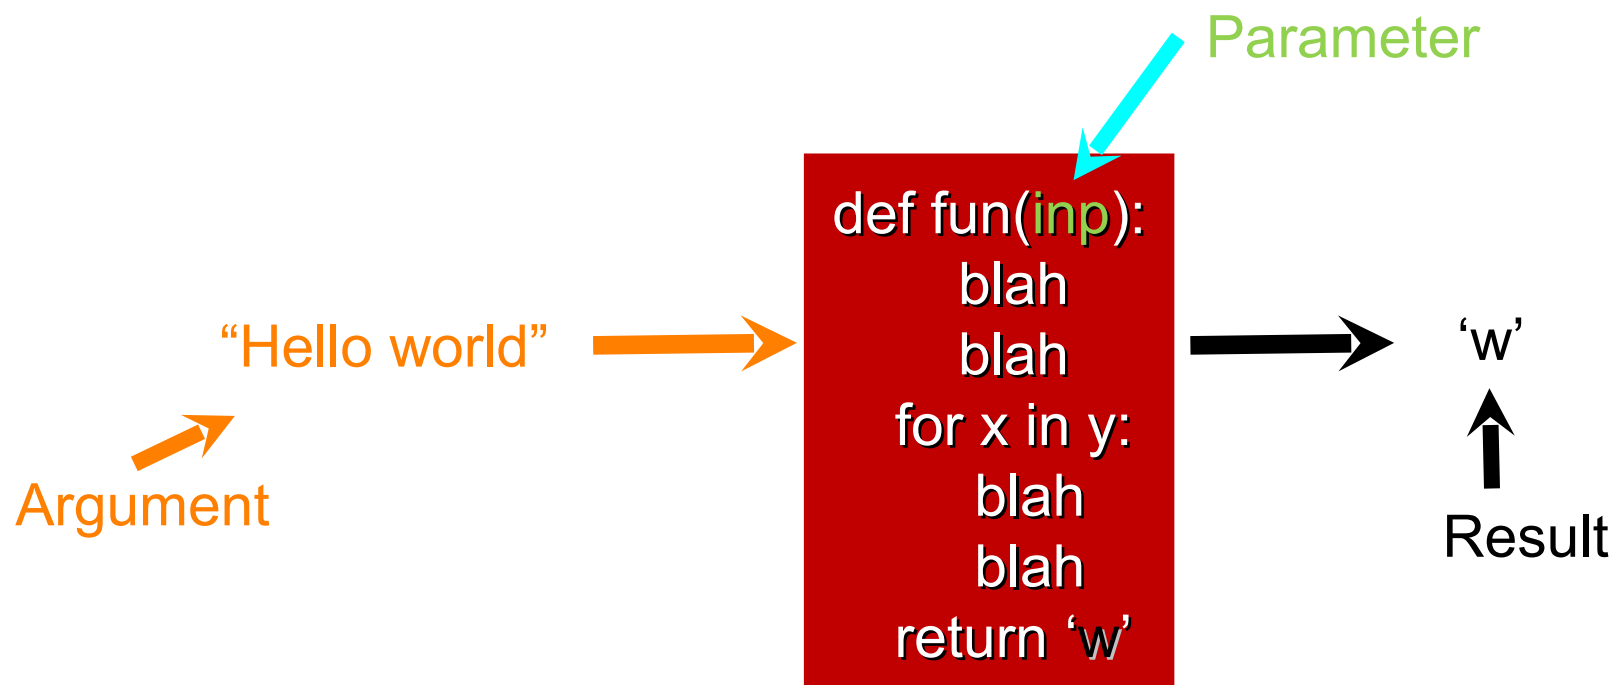 Parameter
def fun(inp):
blah
blah
for x in y:
blah
blah
return ‘w’
“Hello world”
Argument
‘w’
Result